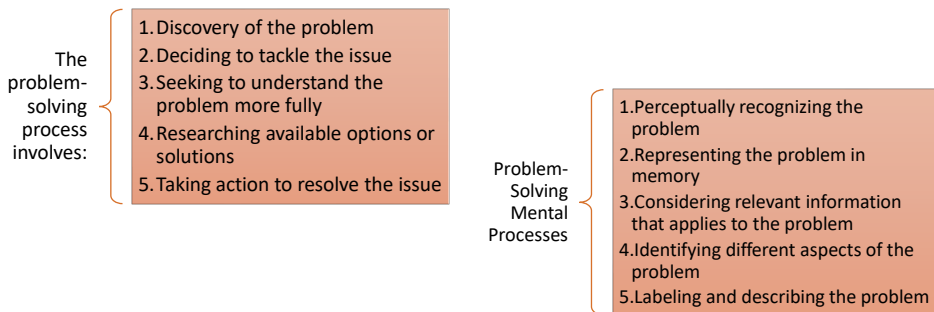 The
problem-
solving
process
involves:
1.Discovery of the problem
2.Deciding to tackle the issue
3.Seeking to understand the
problem more fully
4.Researching available options or
solutions
5.Taking action to resolve the issue
Problem-
Solving
Mental
Processes
1.Perceptually recognizing the
problem
2.Representing the problem in
memory
3.Considering relevant information
that applies to the problem
4.Identifying different aspects of the
problem
5.Labeling and describing the problem